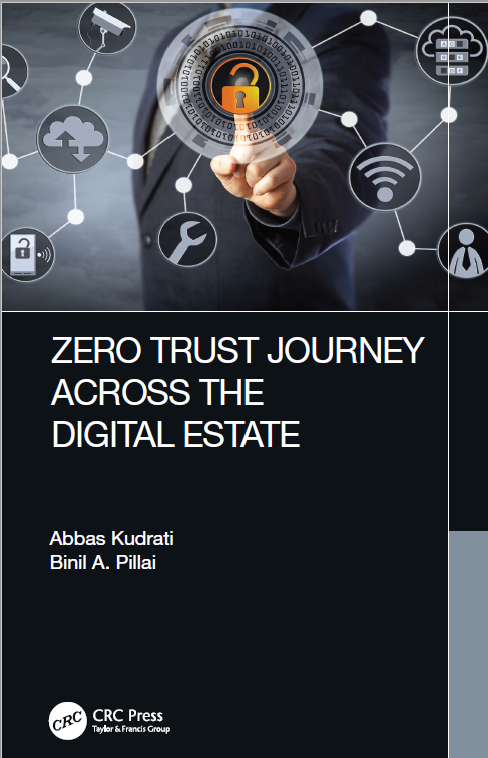 ZERO TRUST JOURNEY
ACROSS THE
DIGITAL ESTATE
Abbas Kudrati
Binil A. Pillai
CRC
CRC Press
Taylor & Francis Group